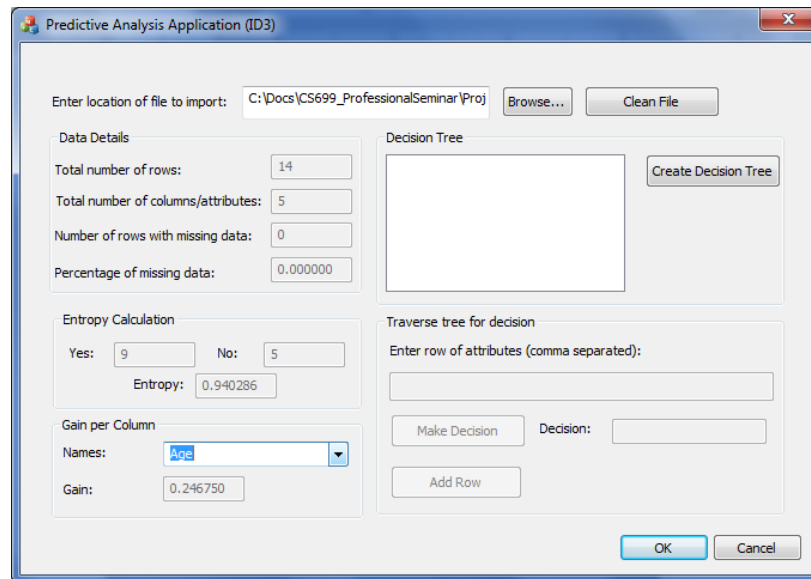 Predictive Analysis Application (ID3)
Enter location of file to import: C:\Docs\CS699_ProfessionalSeminar\Proj Browse... Clean File
Data Details
Total number of rows: 14
Total number of columns/attributes: 5
Number of rows with missing data: 0
Percentage of missing data: 0.000000
Decision Tree
Create Decision Tree
Entropy Calculation
Yes: 9 No: 5
Entropy: 0.940286
Gain per Column
Names: Age
Gain: 0.246750
Traverse tree for decision
Enter row of attributes (comma separated):
Make Decision Decision:
Add Row
OK Cancel